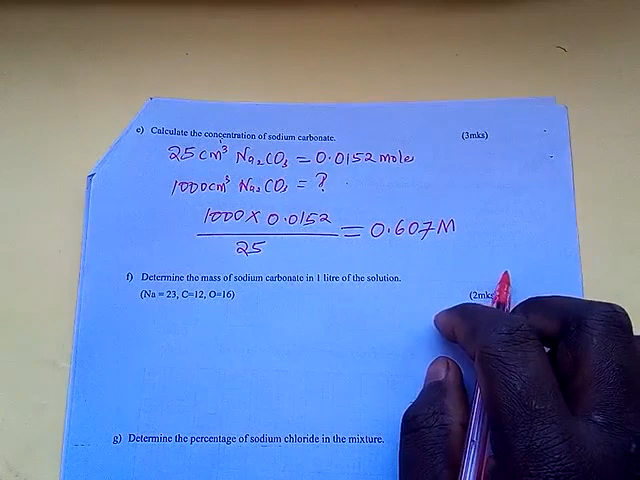 e) Calculate the concentration of sodium carbonate. (3mks)
25cm³ Na₂CO₃ = 0.0152 moles
1000cm³ Na₂CO₃ = ?
1000 × 0.0152
25
= 0.607M
f) Determine the mass of sodium carbonate in 1 litre of the solution.
(Na = 23, C=12, O=16) (2mks
g) Determine the percentage of sodium chloride in the mixture.